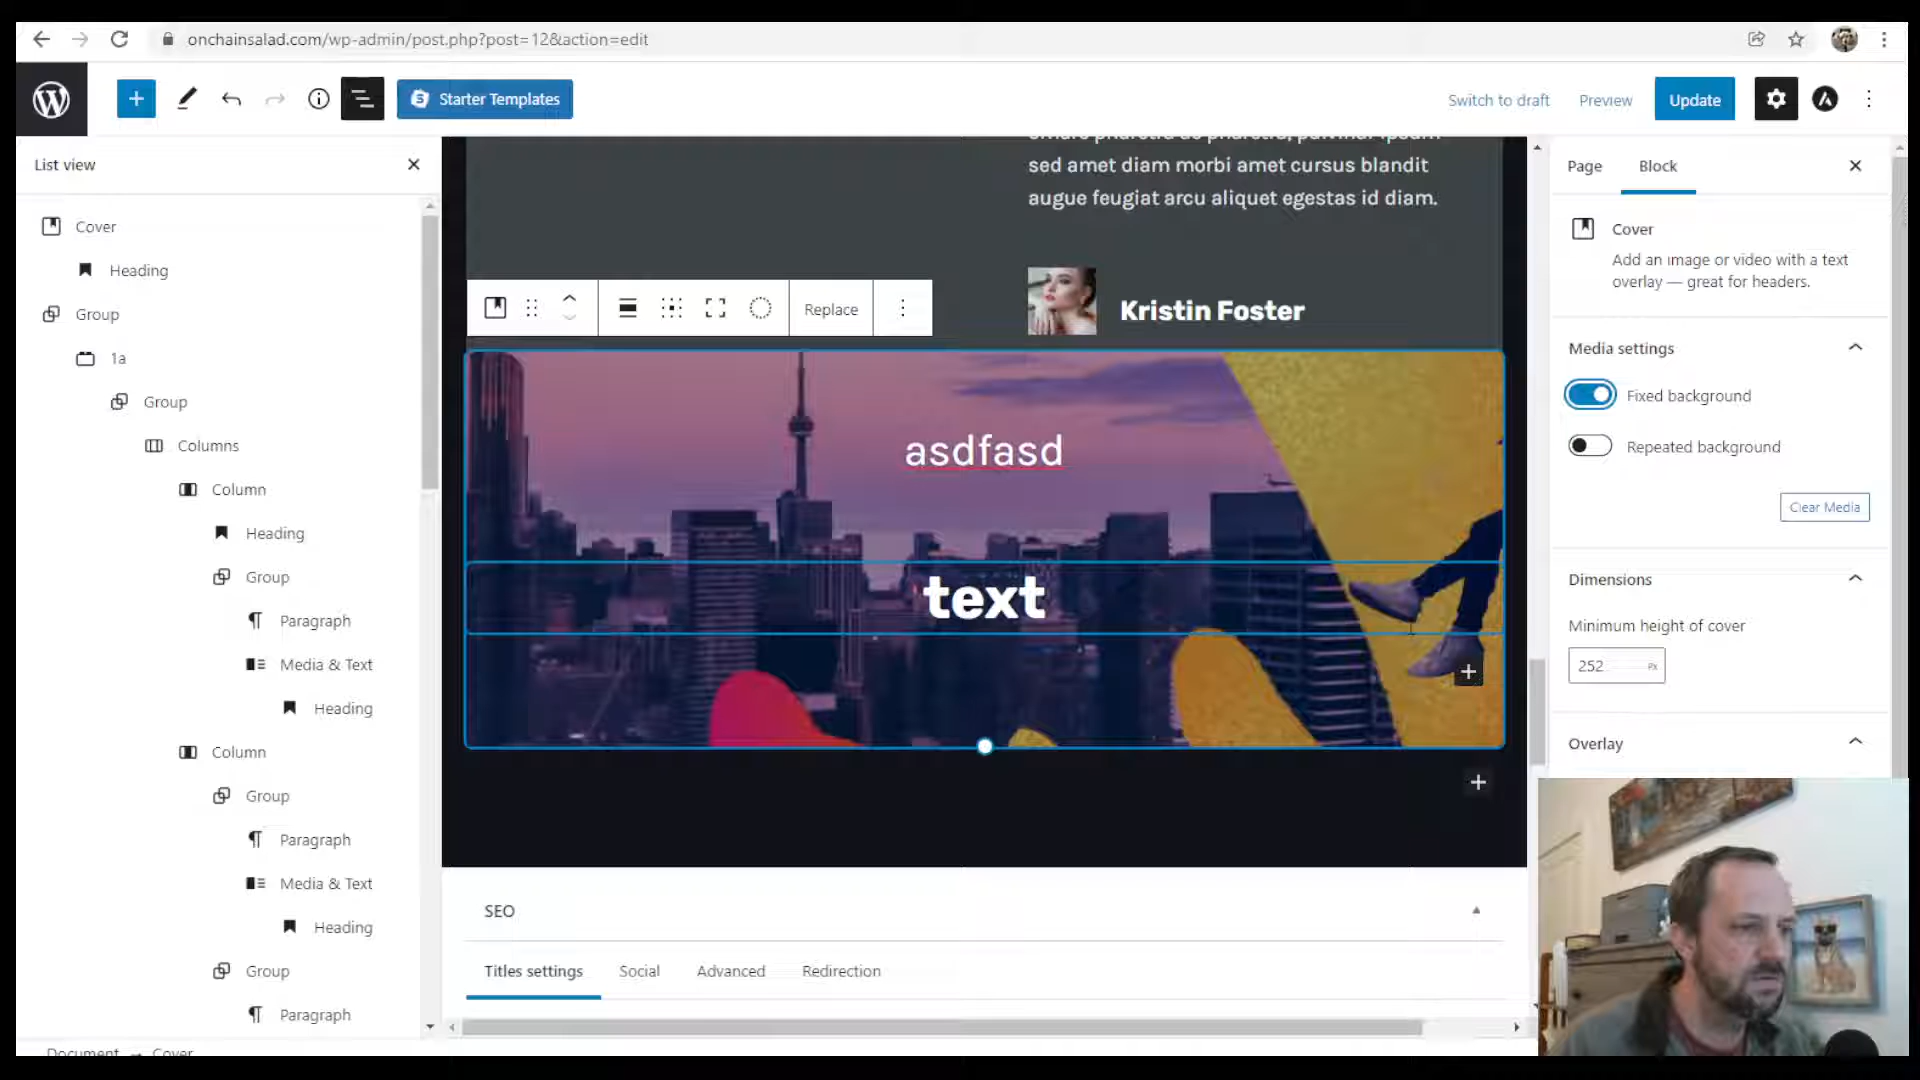 onchainsalad.com/wp-admin/post.php?post=12&action=edit
Starter Templates
Switch to draft
Preview
Update
List view
Cover
Heading
Group
1a
Group
Columns
Column
Heading
Group
Paragraph
Media & Text
Heading
Column
Group
Paragraph
Media & Text
Heading
Group
Paragraph
sed amet diam morbi amet cursus blandit
augue feugiat arcu aliquet egestas id diam.
Kristin Foster
Replace
asdfasd
text
SEO
Titles settings
Social
Advanced
Redirection
Page
Block
Cover
Add an image or video with a text
overlay — great for headers.
Media settings
Fixed background
Repeated background
Clear Media
Dimensions
Minimum height of cover
252 PX
Overlay
Document → Cover